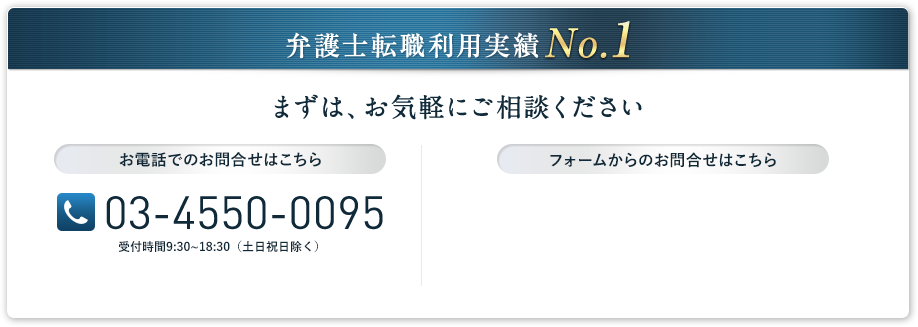 弁護士転職利用実績No.1
まずは、お気軽にご相談ください
お電話でのお問合せはこちら
03-4550-0095
受付時間9:30~18:30（土日祝日除く）
フォームからのお問合せはこちら